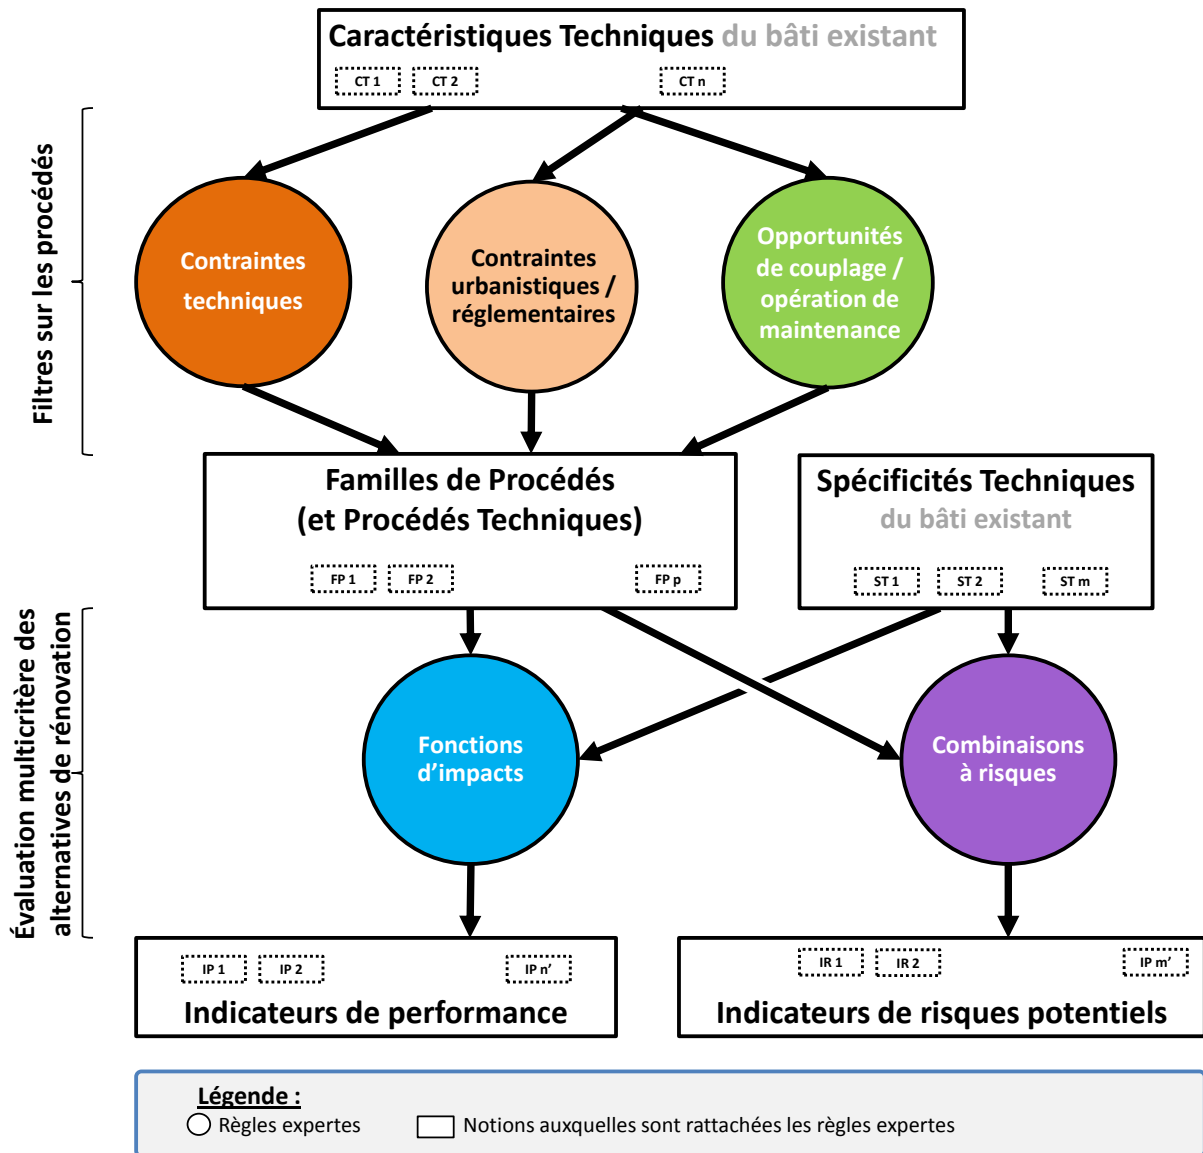 Caractéristiques Techniques du bâti existant
CT 1
CT 2
CT n
Filtres sur les procédés
Contraintes
techniques
Contraintes
urbanistiques /
réglementaires
Opportunités
de couplage /
opération de
maintenance
Familles de Procédés
(et Procédés Techniques)
FP 1
FP 2
FP p
Spécificités Techniques
du bâti existant
ST 1
ST 2
ST m
Évaluation multicritère des
alternatives de rénovation
Fonctions
d’impacts
Combinaisons
à risques
IP 1
IP 2
IP n’
Indicateurs de performance
IR 1
IR 2
IP m’
Indicateurs de risques potentiels
Légende :
Règles expertes
Notions auxquelles sont rattachées les règles expertes